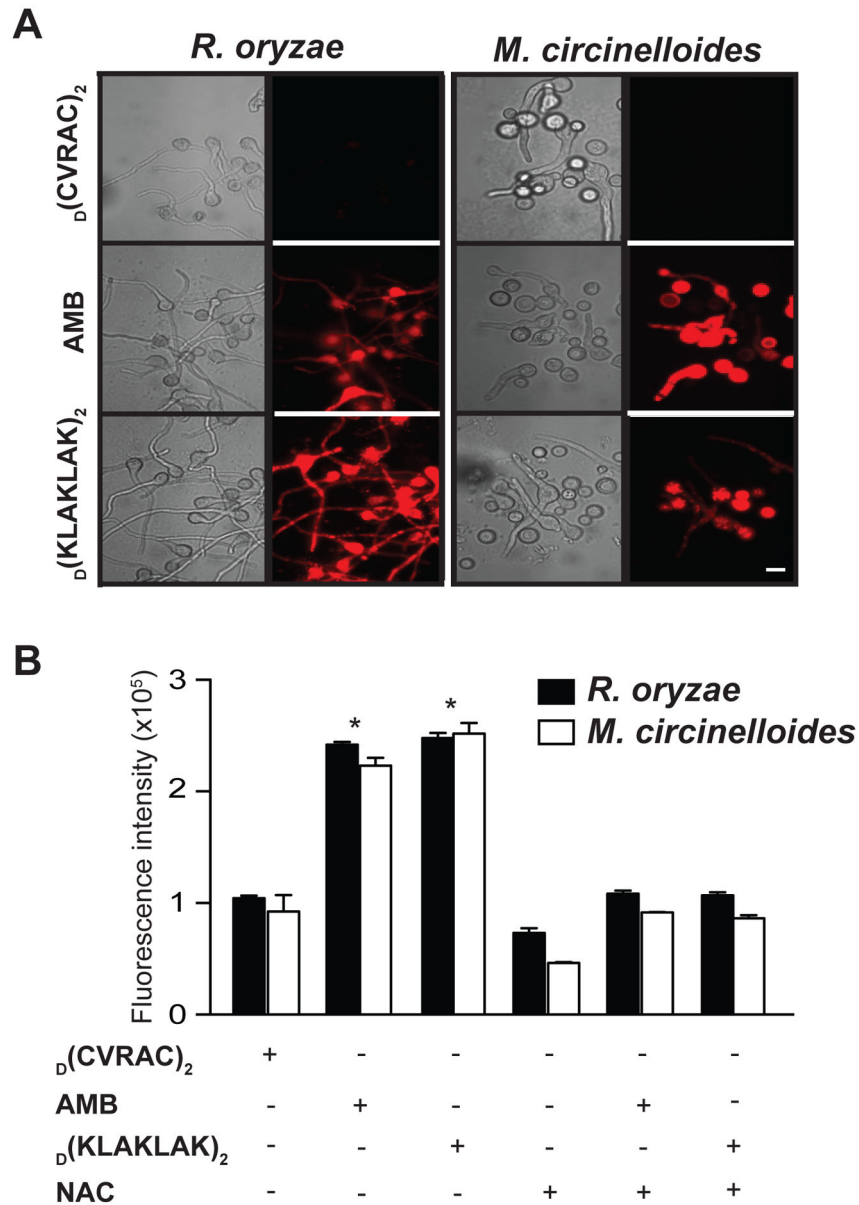 A
R. oryzae M. circinelloides
D(CVRAC)2
AMB
D(KLAKLAK)2
B
Fluorescence intensity (x10⁵)
3
2
1
0
* *
R. oryzae
M. circinelloides
D(CVRAC)2 + - - - - -
AMB - + - - + -
D(KLAKLAK)2 - - + - - +
NAC - - - + + +